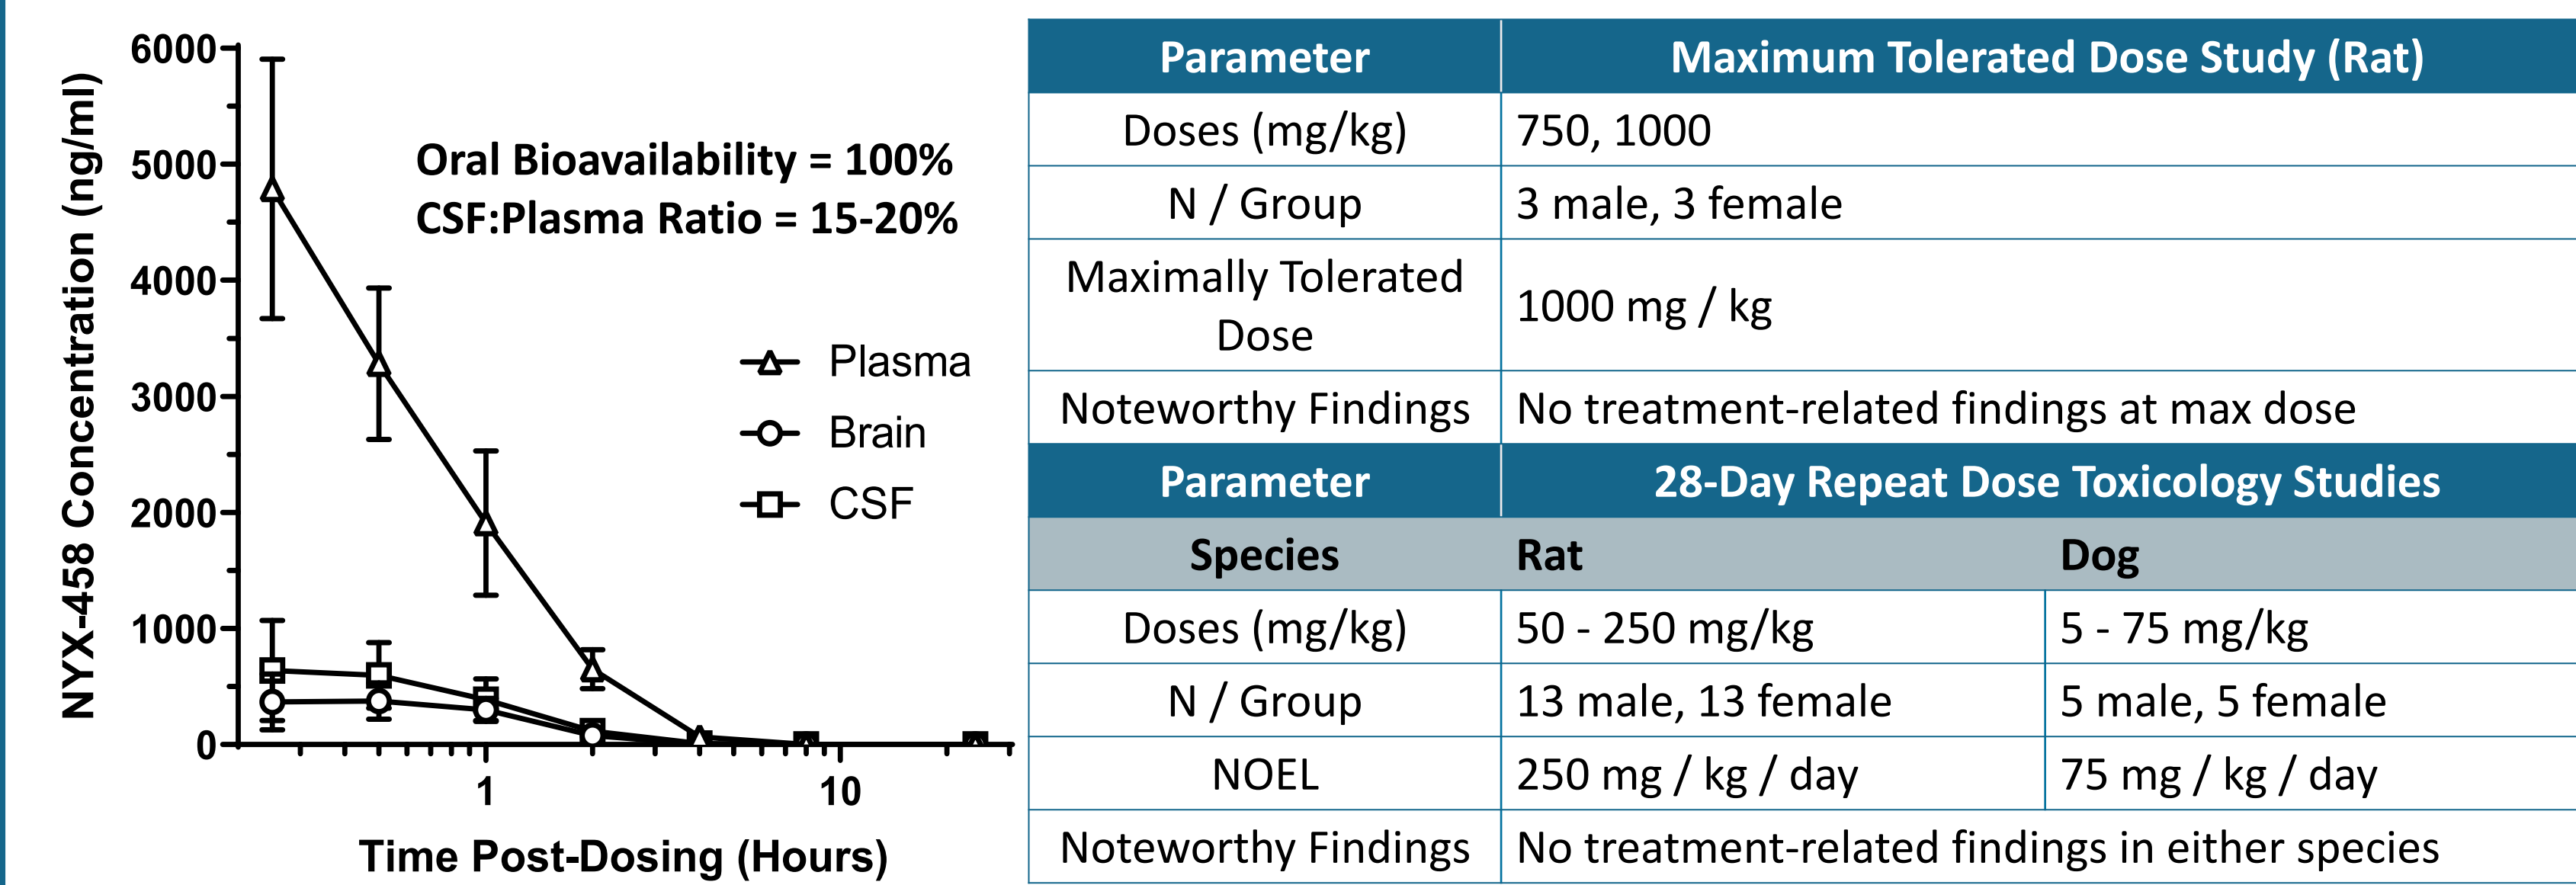 NYX-458 Concentration (ng/ml)
6000
5000
4000
3000
2000
1000
0
Oral Bioavailability = 100%
CSF:Plasma Ratio = 15-20%
Plasma
Brain
CSF
1
10
Time Post-Dosing (Hours)
Parameter
Maximum Tolerated Dose Study (Rat)
Doses (mg/kg)
750, 1000
N / Group
3 male, 3 female
Maximally Tolerated
Dose
1000 mg / kg
Noteworthy Findings
No treatment-related findings at max dose
Parameter
28-Day Repeat Dose Toxicology Studies
Species
Rat
Dog
Doses (mg/kg)
50 - 250 mg/kg
5 - 75 mg/kg
N / Group
13 male, 13 female
5 male, 5 female
NOEL
250 mg / kg / day
75 mg / kg / day
Noteworthy Findings
No treatment-related findings in either species